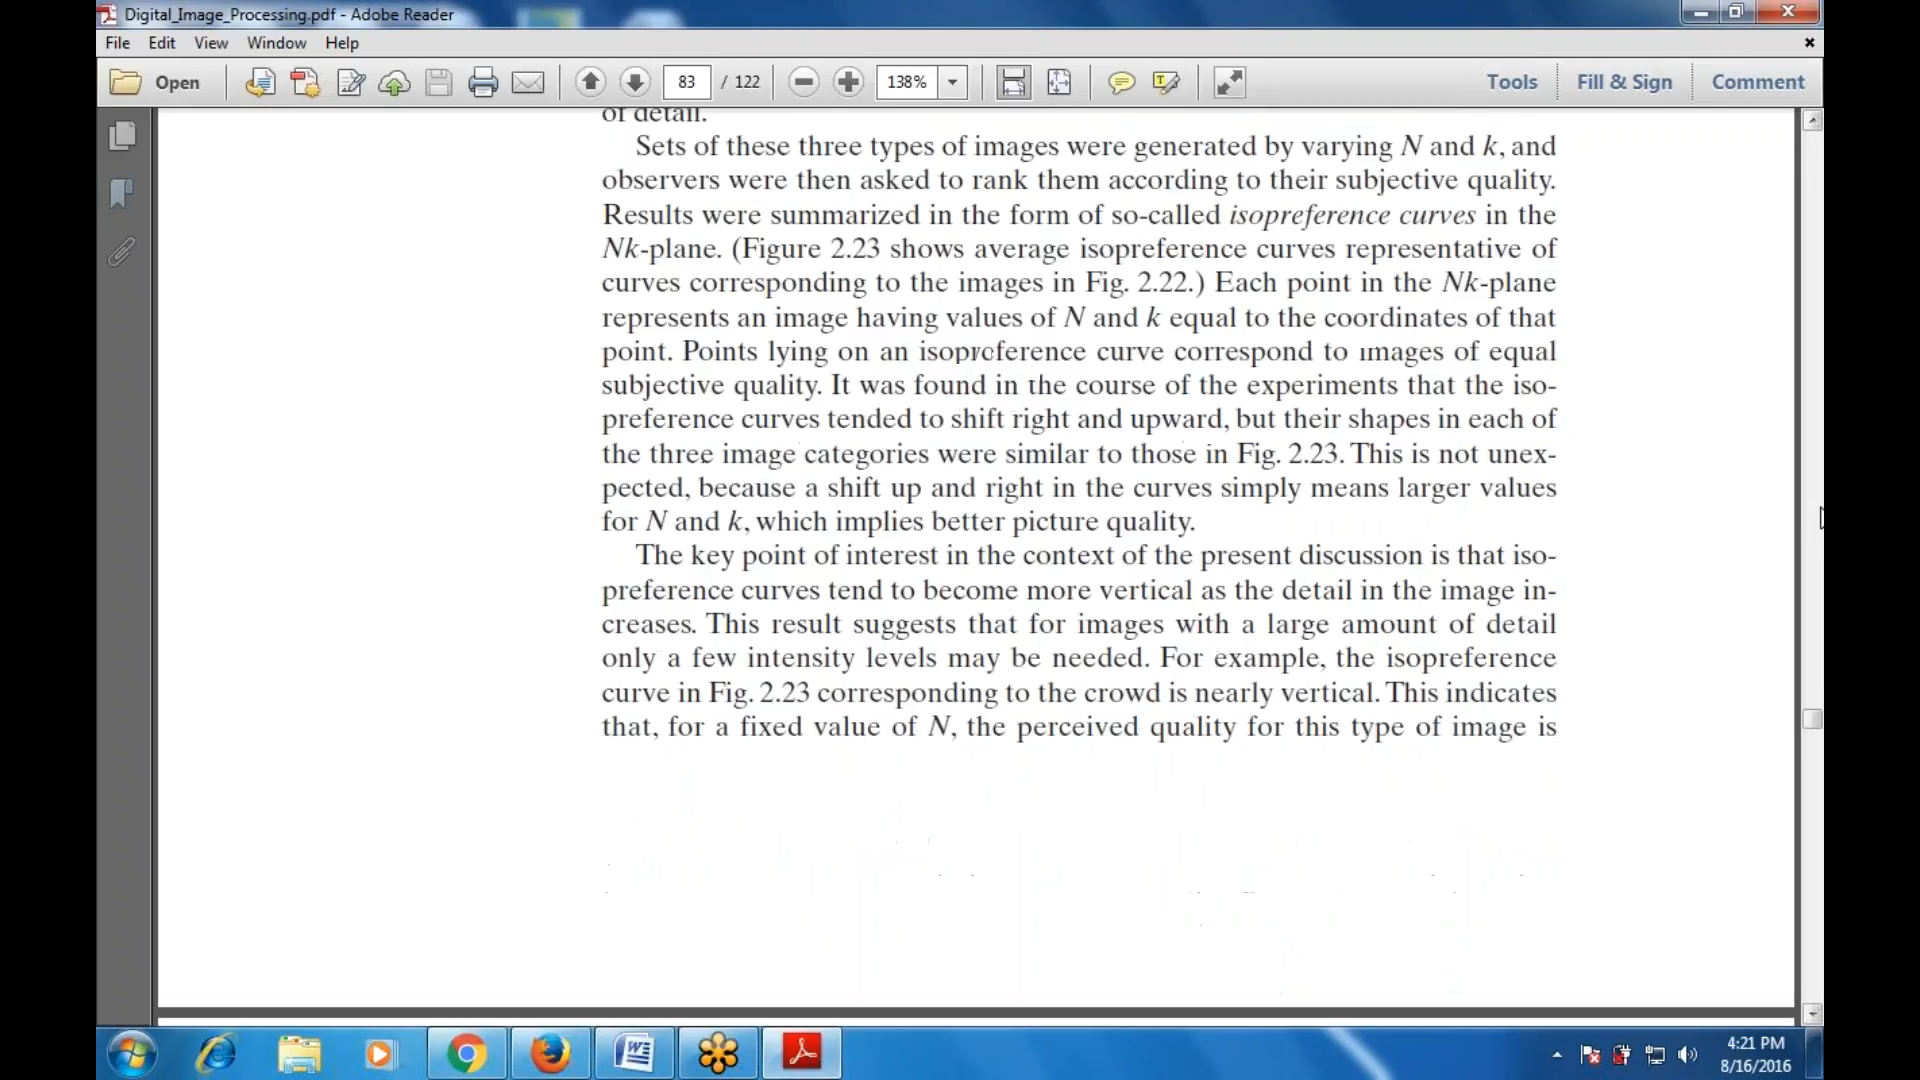 Digital_Image_Processing.pdf - Adobe Reader
File Edit View Window Help
Open 83 / 122 138% Tools Fill & Sign Comment
of detail.
Sets of these three types of images were generated by varying N and k, and
observers were then asked to rank them according to their subjective quality.
Results were summarized in the form of so-called isopreference curves in the
Nk-plane. (Figure 2.23 shows average isopreference curves representative of
curves corresponding to the images in Fig. 2.22.) Each point in the Nk-plane
represents an image having values of N and k equal to the coordinates of that
point. Points lying on an isopreference curve correspond to images of equal
subjective quality. It was found in the course of the experiments that the iso-
preference curves tended to shift right and upward, but their shapes in each of
the three image categories were similar to those in Fig. 2.23. This is not unex-
pected, because a shift up and right in the curves simply means larger values
for N and k, which implies better picture quality.
The key point of interest in the context of the present discussion is that iso-
preference curves tend to become more vertical as the detail in the image in-
creases. This result suggests that for images with a large amount of detail
only a few intensity levels may be needed. For example, the isopreference
curve in Fig. 2.23 corresponding to the crowd is nearly vertical. This indicates
that, for a fixed value of N, the perceived quality for this type of image is
4:21 PM
8/16/2016